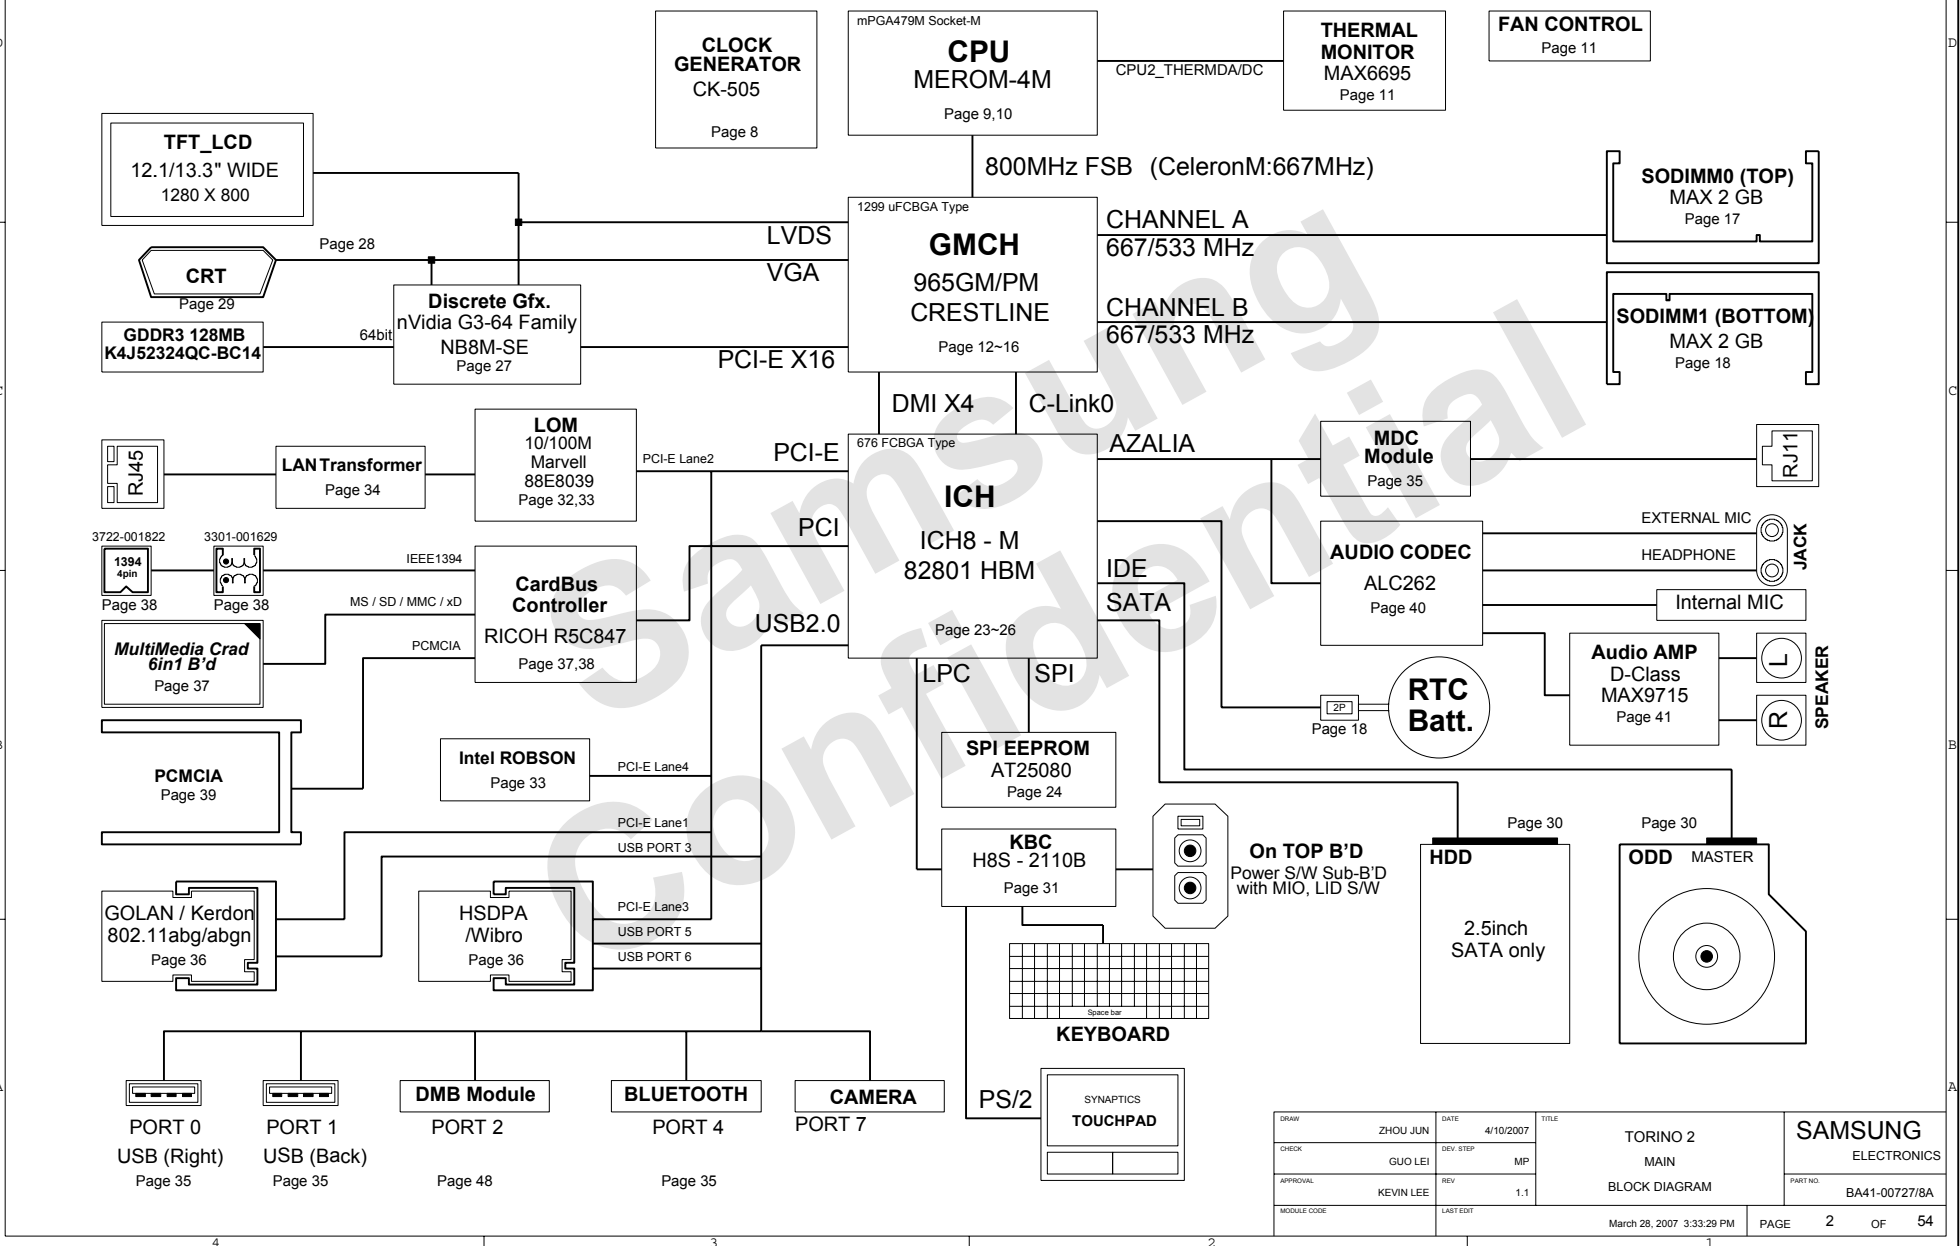 mPGA479M Socket-M
CPU
MEROM-4M
Page 9,10
CLOCK
GENERATOR
CK-505
Page 8
CPU2_THERMDA/DC
THERMAL
MONITOR
MAX6695
Page 11
FAN CONTROL
Page 11
TFT_LCD
12.1/13.3" WIDE
1280 X 800
800MHz FSB (CeleronM:667MHz)
SODIMM0 (TOP)
MAX 2 GB
Page 17
1299 uFCBGA Type
GMCH
965GM/PM
CRESTLINE
Page 12~16
LVDS
VGA
PCI-E X16
CHANNEL A
667/533 MHz
CHANNEL B
667/533 MHz
SODIMM1 (BOTTOM)
MAX 2 GB
Page 18
Page 28
CRT
Page 29
GDDR3 128MB
K4J52324QC-BC14
64bit
Discrete Gfx.
nVidia G3-64 Family
NB8M-SE
Page 27
DMI X4
C-Link0
RJ45
LAN Transformer
Page 34
LOM
10/100M
Marvell
88E8039
Page 32,33
PCI-E Lane2
PCI-E
PCI
USB2.0
676 FCBGA Type
ICH
ICH8 - M
82801 HBM
Page 23~26
AZALIA
IDE
SATA
LPC
SPI
MDC
Module
Page 35
RJ11
3722-001822
1394
4pin
Page 38
3301-001629
Page 38
IEEE1394
MS / SD / MMC / xD
PCMCIA
CardBus
Controller
RICOH R5C847
Page 37,38
MultiMedia Crad
6in1 B'd
Page 37
AUDIO CODEC
ALC262
Page 40
EXTERNAL MIC
HEADPHONE
JACK
Internal MIC
Audio AMP
D-Class
MAX9715
Page 41
L
R
SPEAKER
2P
Page 18
RTC
Batt.
PCMCIA
Page 39
Intel ROBSON
Page 33
PCI-E Lane4
PCI-E Lane1
USB PORT 3
SPI EEPROM
AT25080
Page 24
KBC
H8S - 2110B
Page 31
On TOP B'D
Power S/W Sub-B'D
with MIO, LID S/W
Page 30
HDD
2.5inch
SATA only
Page 30
ODD
MASTER
GOLAN / Kerdon
802.11abg/abgn
Page 36
HSDPA
/Wibro
Page 36
PCI-E Lane3
USB PORT 5
USB PORT 6
Space bar
KEYBOARD
PS/2
SYNAPTICS
TOUCHPAD
PORT 0
USB (Right)
Page 35
PORT 1
USB (Back)
Page 35
DMB Module
PORT 2
Page 48
BLUETOOTH
PORT 4
Page 35
CAMERA
PORT 7
Samsung
Confidential
DRAW
ZHOU JUN
DATE
4/10/2007
TITLE
TORINO 2
MAIN
BLOCK DIAGRAM
SAMSUNG
ELECTRONICS
CHECK
GUO LEI
DEV. STEP
MP
APPROVAL
KEVIN LEE
REV
1.1
PART NO.
BA41-00727/8A
MODULE CODE
LAST EDIT
March 28, 2007 3:33:29 PM
PAGE 2 OF 54
D
D
C
C
B
B
A
A
4
3
2
1